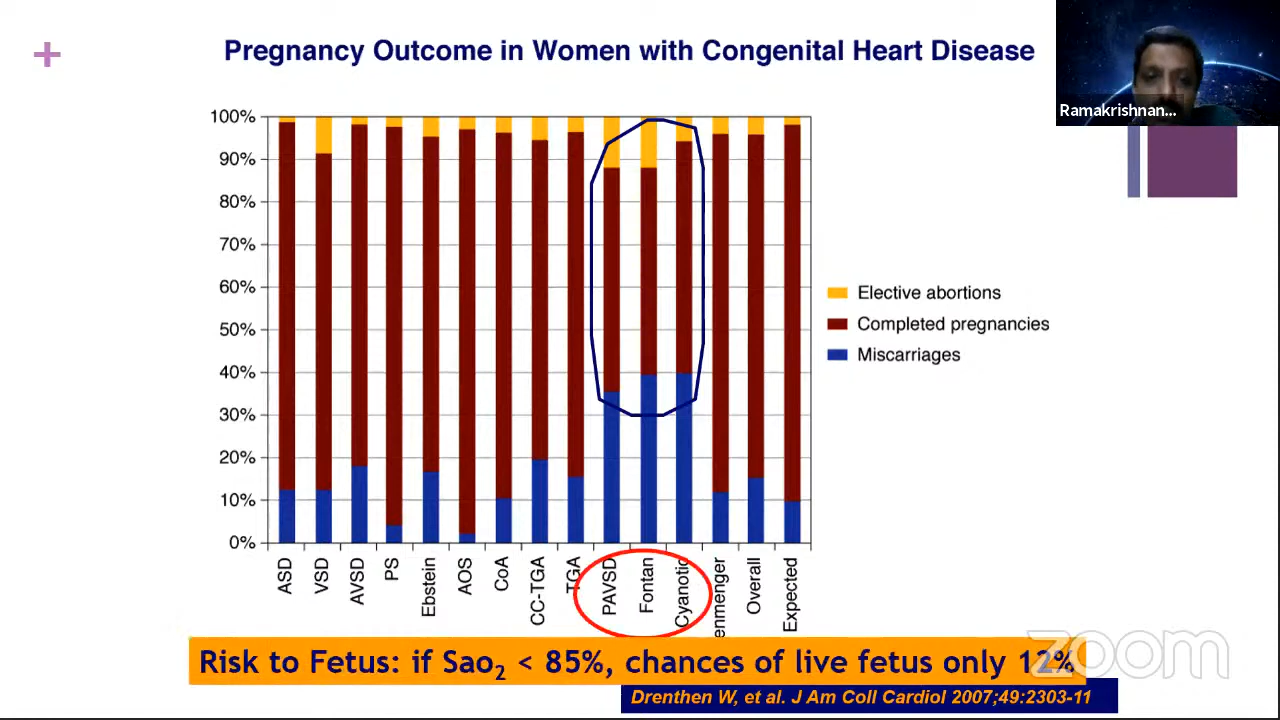 Pregnancy Outcome in Women with Congenital Heart Disease
Ramakrishnan...
100%
90%
80%
70%
60%
50%
40%
30%
20%
10%
0%
Elective abortions
Completed pregnancies
Miscarriages
ASD
VSD
AVSD
PS
Ebstein
AOS
CoA
CC-TGA
TGA
PAVSD
Fontan
Cyanotic
enmenger
Overall
Expected
Risk to Fetus: if Sao2 < 85%, chances of live fetus only 12%
zoom
Drenthen W, et al. J Am Coll Cardiol 2007;49:2303-11